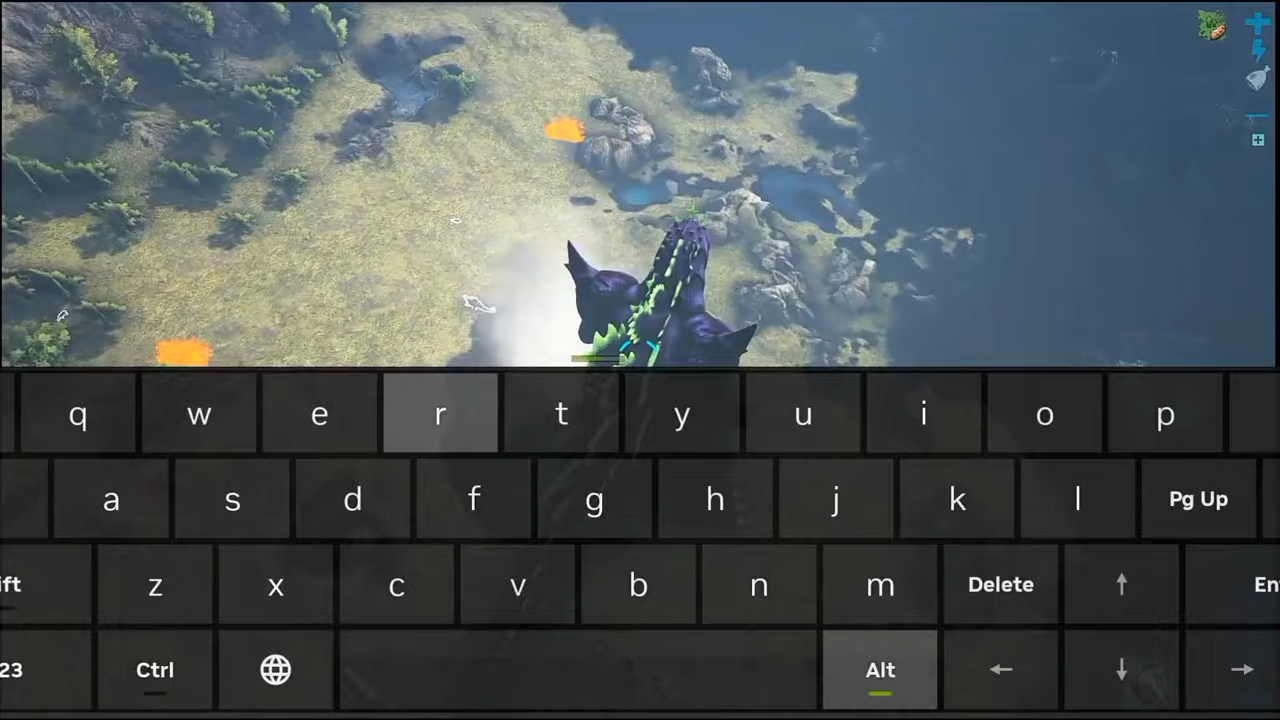 q w e r t y u i o p
a s d f g h j k l Pg Up
ift z x c v b n m Delete ↑ En
23 Ctrl Alt ← ↓ →